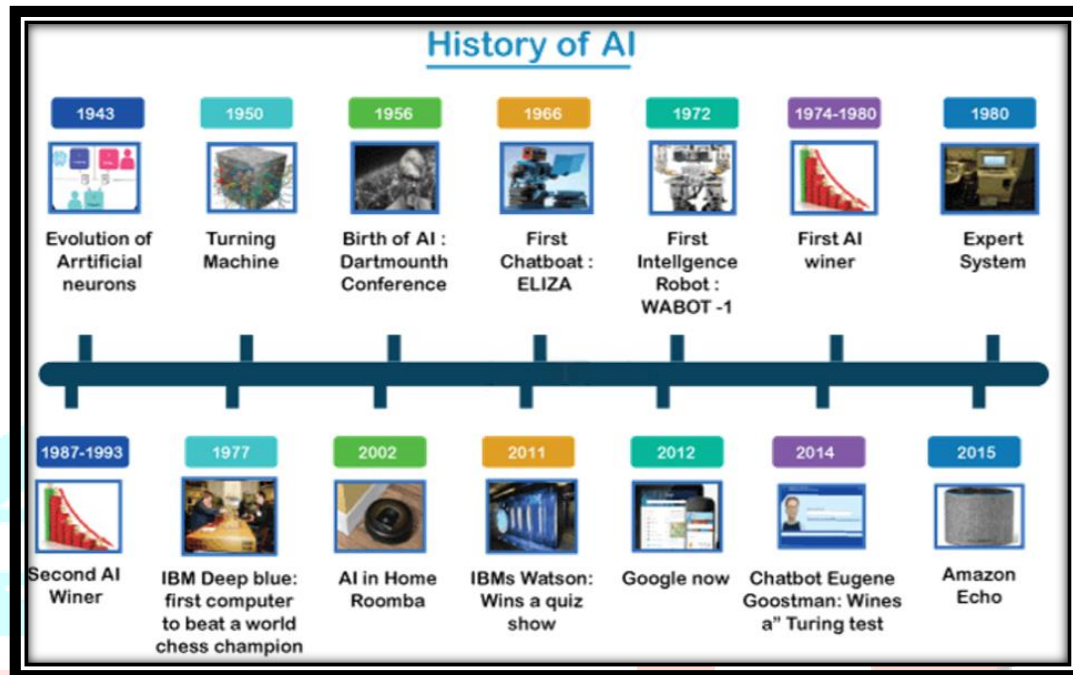 History of AI
1943
1950
1956
1966
1972
1974-1980
1980
Evolution of
Arrtificial
neurons
Turning
Machine
Birth of AI :
Dartmounth
Conference
First
Chatboat :
ELIZA
First
Intellgence
Robot :
WABOT -1
First AI
winer
Expert
System
1987-1993
1977
2002
2011
2012
2014
2015
Second AI
Winer
IBM Deep blue:
first computer
to beat a world
chess champion
AI in Home
Roomba
IBMs Watson:
Wins a quiz
show
Google now
Chatbot Eugene
Goostman: Wines
a” Turing test
Amazon
Echo